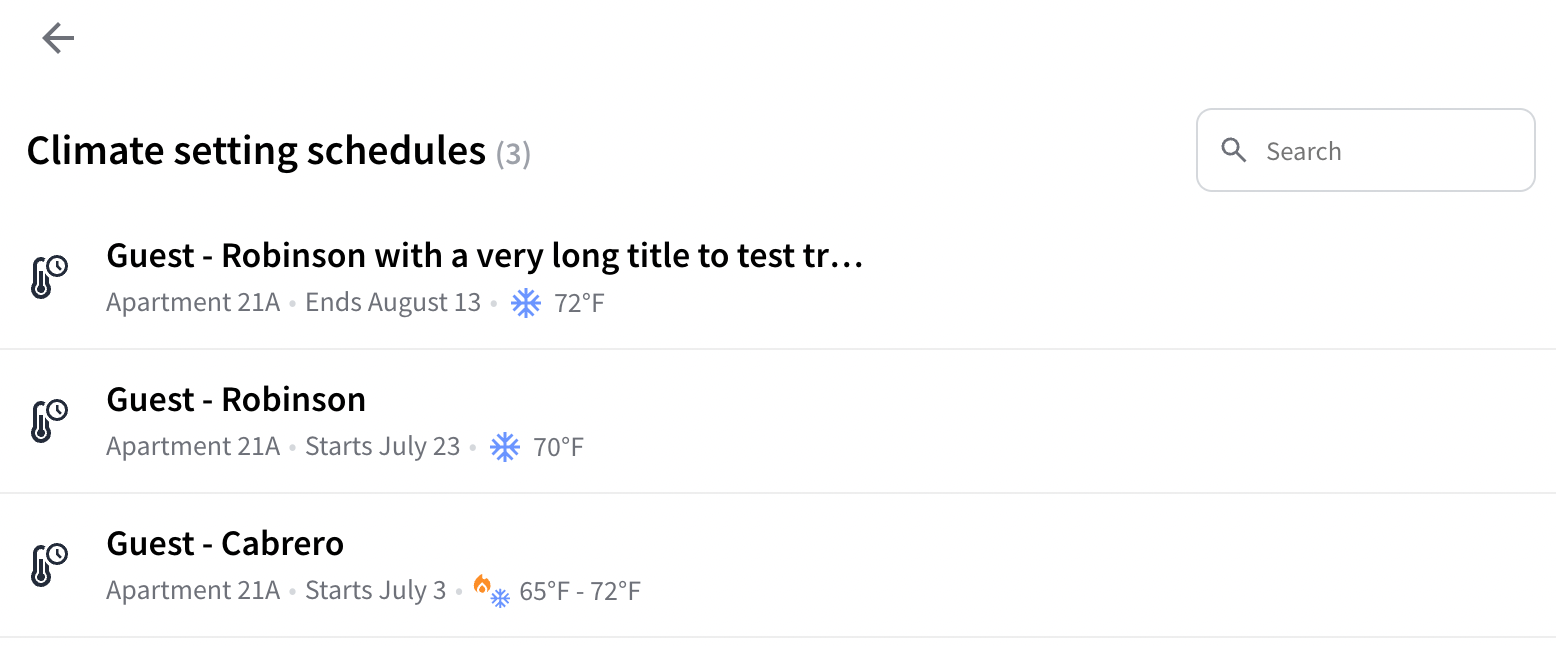 Climate setting schedules (3)
Search
Guest - Robinson with a very long title to test tr...
Apartment 21A • Ends August 13 • 72°F
Guest - Robinson
Apartment 21A • Starts July 23 • 70°F
Guest - Cabrero
Apartment 21A • Starts July 3 • 65°F - 72°F